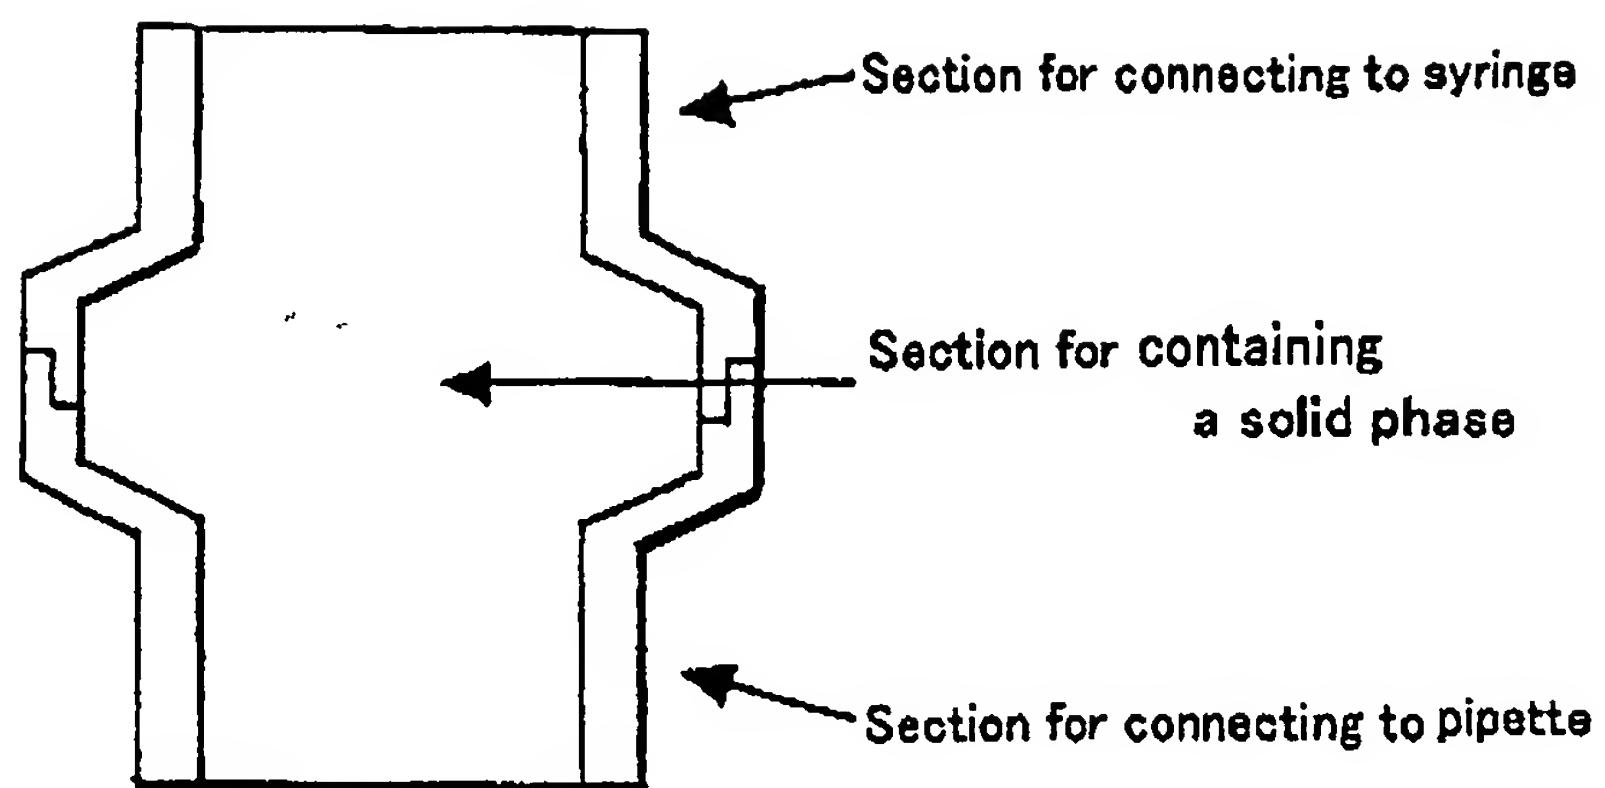 Section for connecting to syringe
Section for containing
a solid phase
Section for connecting to pipette